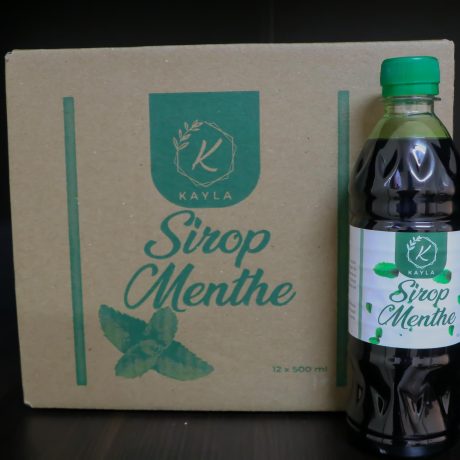 K
KAYLA
Sirop
Menthe
12 x 500 ml
K
KAYLA
Sirop
Menthe